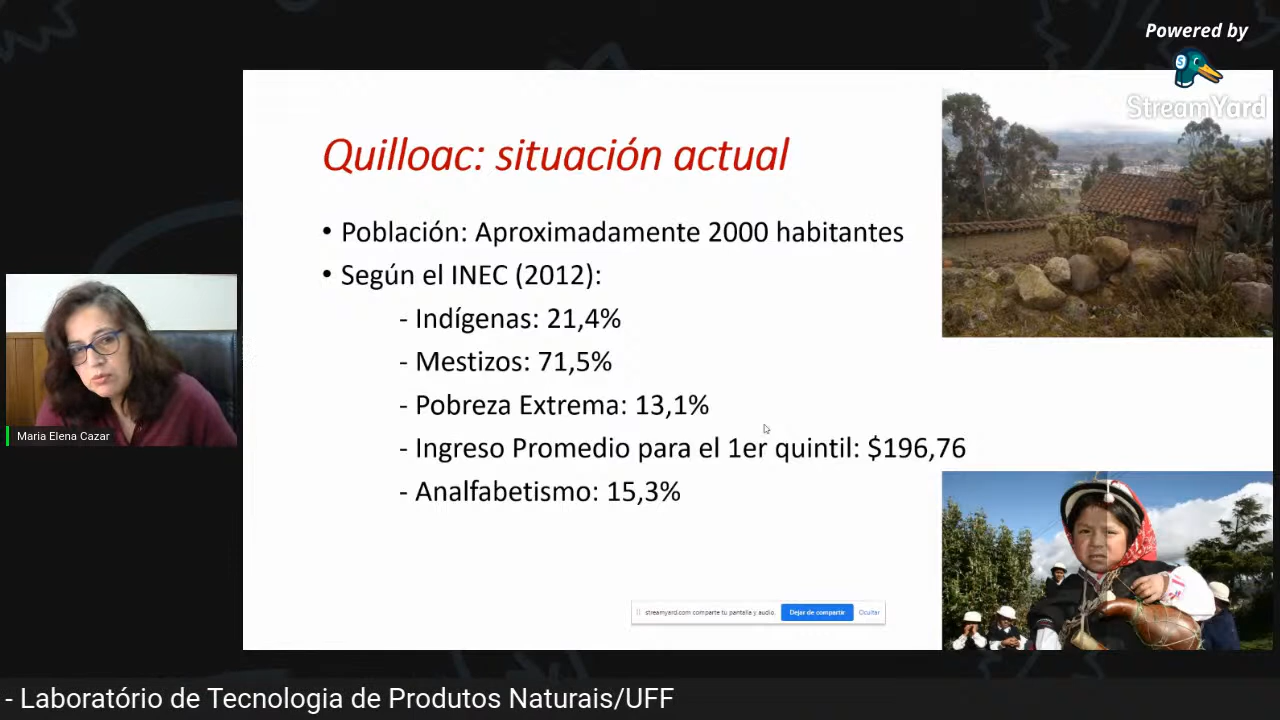 Powered by
StreamYard
Quilloac: situación actual
• Población: Aproximadamente 2000 habitantes
• Según el INEC (2012):
- Indígenas: 21,4%
- Mestizos: 71,5%
- Pobreza Extrema: 13,1%
- Ingreso Promedio para el 1er quintil: $196,76
- Analfabetismo: 15,3%
Maria Elena Cazar
streamyard.com comparte tu pantalla y audio. Dejar de compartir Ocultar
- Laboratório de Tecnologia de Produtos Naturais/UFF